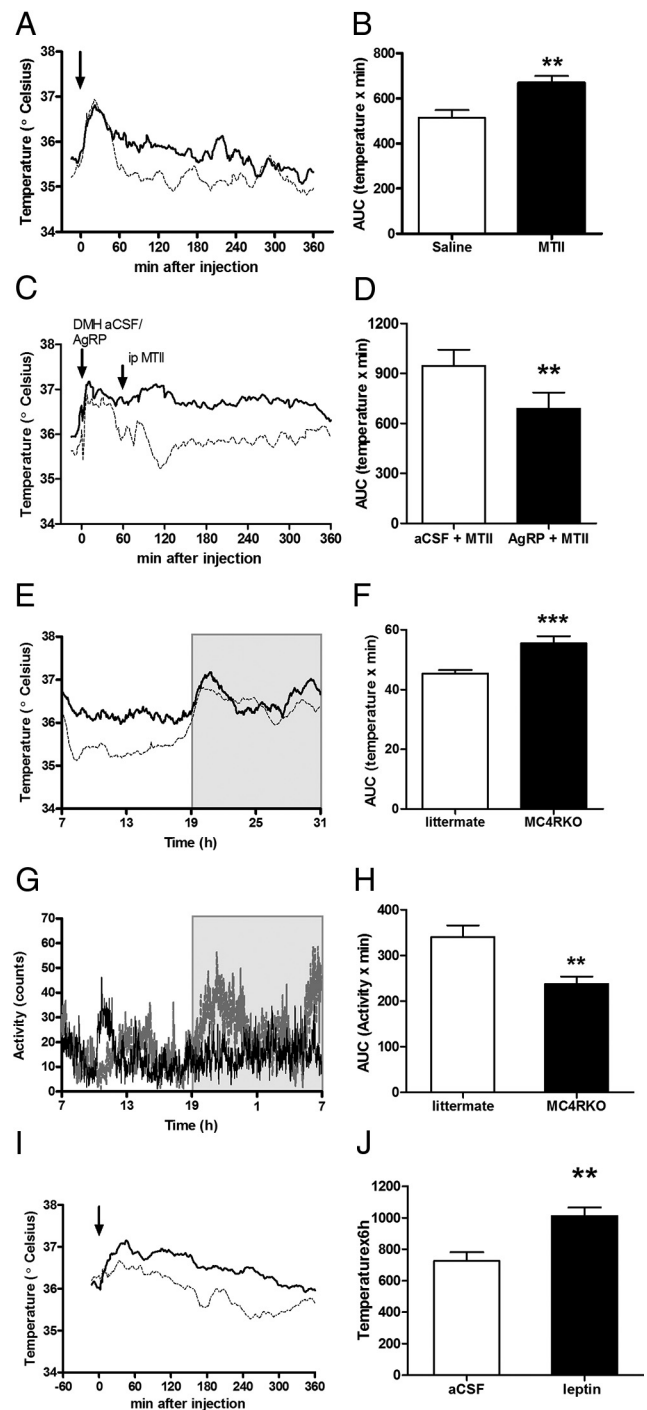 A
Temperature (° Celsius)
38
37
36
35
34
0 60 120 180 240 300 360
min after injection
B
**
AUC (temperature x min)
800
600
400
200
0
Saline MTII
C
DMH aCSF/
AgRP
ip MTII
Temperature (° Celsius)
38
37
36
35
34
0 60 120 180 240 300 360
min after injection
D
**
AUC (temperature x min)
1200
900
600
300
0
aCSF + MTII AgRP + MTII
E
Temperature (° Celsius)
38
37
36
35
34
7 13 19 25 31
Time (h)
F
***
AUC (temperature x min)
60
40
20
0
littermate MC4RKO
G
Activity (counts)
70
60
50
40
30
20
10
0
7 13 19 1 7
Time (h)
H
**
AUC (Activity x min)
400
300
200
100
0
littermate MC4RKO
I
Temperature (° Celsius)
38
37
36
35
34
-60 0 60 120 180 240 300 360
min after injection
J
**
Temperaturex6h
1200
1000
800
600
400
200
0
aCSF leptin